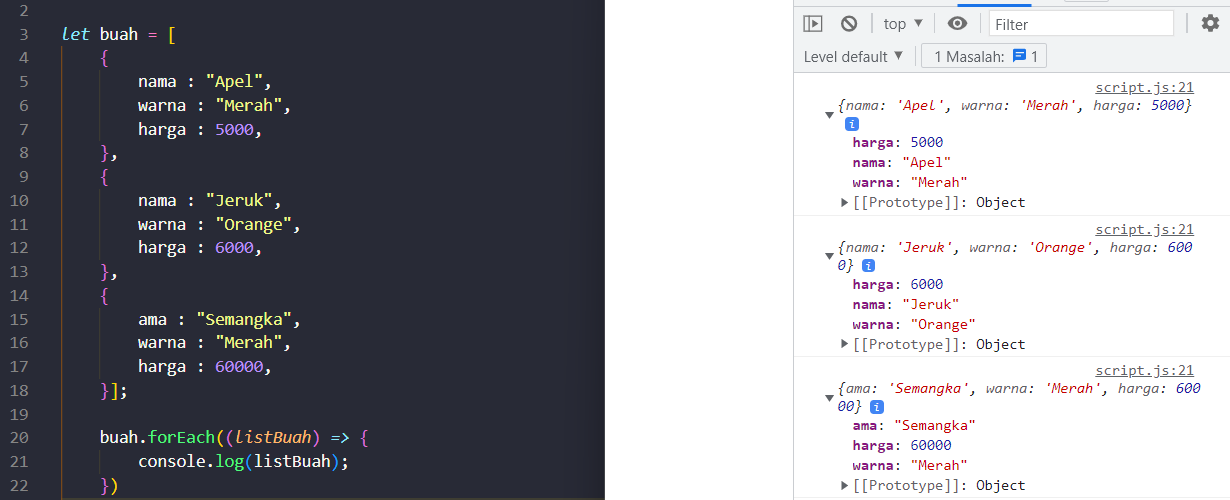 2
3 let buah = [
4 {
5 nama : "Apel",
6 warna : "Merah",
7 harga : 5000,
8 },
9 {
10 nama : "Jeruk",
11 warna : "Orange",
12 harga : 6000,
13 },
14 {
15 ama : "Semangka",
16 warna : "Merah",
17 harga : 60000,
18 }];
19
20 buah.forEach((listBuah) => {
21 console.log(listBuah);
22 })
top ▼ Filter
Level default ▼ 1 Masalah: 1
script.js:21
▼ {nama: 'Apel', warna: 'Merah', harga: 5000}
i
harga: 5000
nama: "Apel"
warna: "Merah"
▶ [[Prototype]]: Object
script.js:21
▼ {nama: 'Jeruk', warna: 'Orange', harga: 600
0} i
harga: 6000
nama: "Jeruk"
warna: "Orange"
▶ [[Prototype]]: Object
script.js:21
▼ {ama: 'Semangka', warna: 'Merah', harga: 600
00} i
ama: "Semangka"
harga: 60000
warna: "Merah"
▶ [[Prototype]]: Object